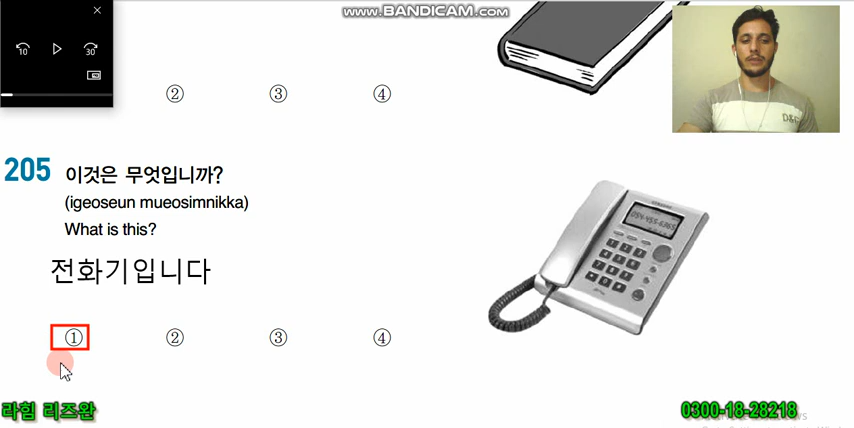 WWW.BANDICAM.COM
10
30
② ③ ④
205 이것은 무엇입니까?
(igeoseun mueosimnikka)
What is this?
전화기입니다
① ② ③ ④
라힘 리즈완
0300-18-28218